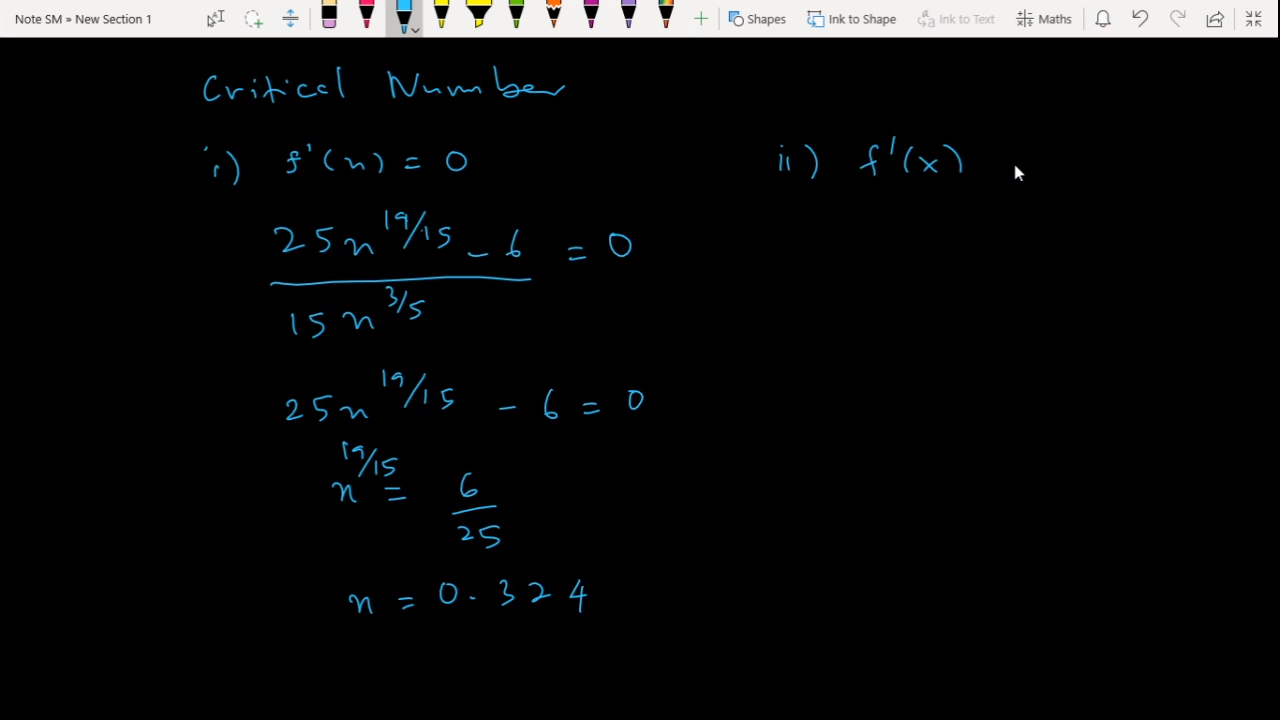 Note SM » New Section 1
Shapes
Ink to Shape
Ink to Text
Maths
Critical Number
i) f'(n) = 0
25n^19/15 - 6 = 0
15n^3/5
25n^19/15 - 6 = 0
n^19/15 = 6/25
n = 0.324
ii) f'(x)